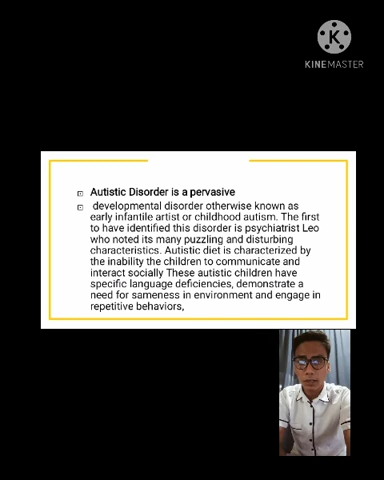 K
KINEMASTER
Autistic Disorder is a pervasive
developmental disorder otherwise known as
early infantile artist or childhood autism. The first
to have identified this disorder is psychiatrist Leo
who noted its many puzzling and disturbing
characteristics. Autistic diet is characterized by
the inability the children to communicate and
interact socially These autistic children have
specific language deficiencies, demonstrate a
need for sameness in environment and engage in
repetitive behaviors,